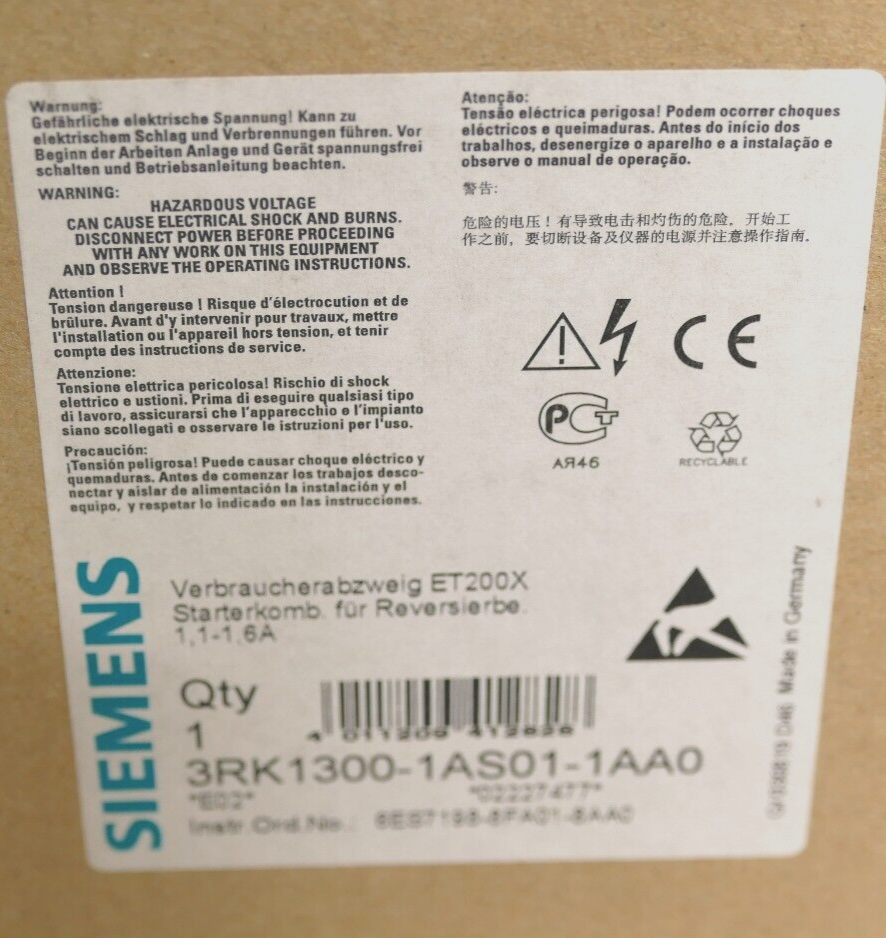 Warnung:
Gefährliche elektrische Spannung! Kann zu
elektrischem Schlag und Verbrennungen führen. Vor
Beginn der Arbeiten Anlage und Gerät spannungsfrei
schalten und Betriebsanleitung beachten.
WARNING:
HAZARDOUS VOLTAGE
CAN CAUSE ELECTRICAL SHOCK AND BURNS.
DISCONNECT POWER BEFORE PROCEEDING
WITH ANY WORK ON THIS EQUIPMENT
AND OBSERVE THE OPERATING INSTRUCTIONS.
Attention !
Tension dangereuse ! Risque d'électrocution et de
brûlure. Avant d'y intervenir pour travaux, mettre
l'installation ou l'appareil hors tension, et tenir
compte des instructions de service.
Attenzione:
Tensione elettrica pericolosa! Rischio di shock
elettrico e ustioni. Prima di eseguire qualsiasi tipo
di lavoro, assicurarsi che l'apparecchio e l'impianto
siano scollegati e osservare le istruzioni per l'uso.
Precaución:
¡Tensión peligrosa! Puede causar choque eléctrico y
quemaduras. Antes de comenzar los trabajos desco-
nectar y aislar de alimentación la instalación y el
equipo, y respetar lo indicado en las instrucciones.
Atenção:
Tensão eléctrica perigosa! Podem ocorrer choques
eléctricos e queimaduras. Antes do início dos
trabalhos, desenergize o aparelho e a instalação e
observe o manual de operação.
警告:
危险的电压！有导致电击和灼伤的危险。开始工
作之前，要切断设备及仪器的电源并注意操作指南.
CE
РСТ
АЯ46
RECYCLABLE
SIEMENS
Verbraucherabzweig ET200X
Starterkomb. für Reversierbe.
1,1-1,6A
Qty
1
3RK1300-1AS01-1AA0
*E02* *02227477*
Instr.Ord.No.: 6ES7198-8FA01-8AA0
Made in Germany